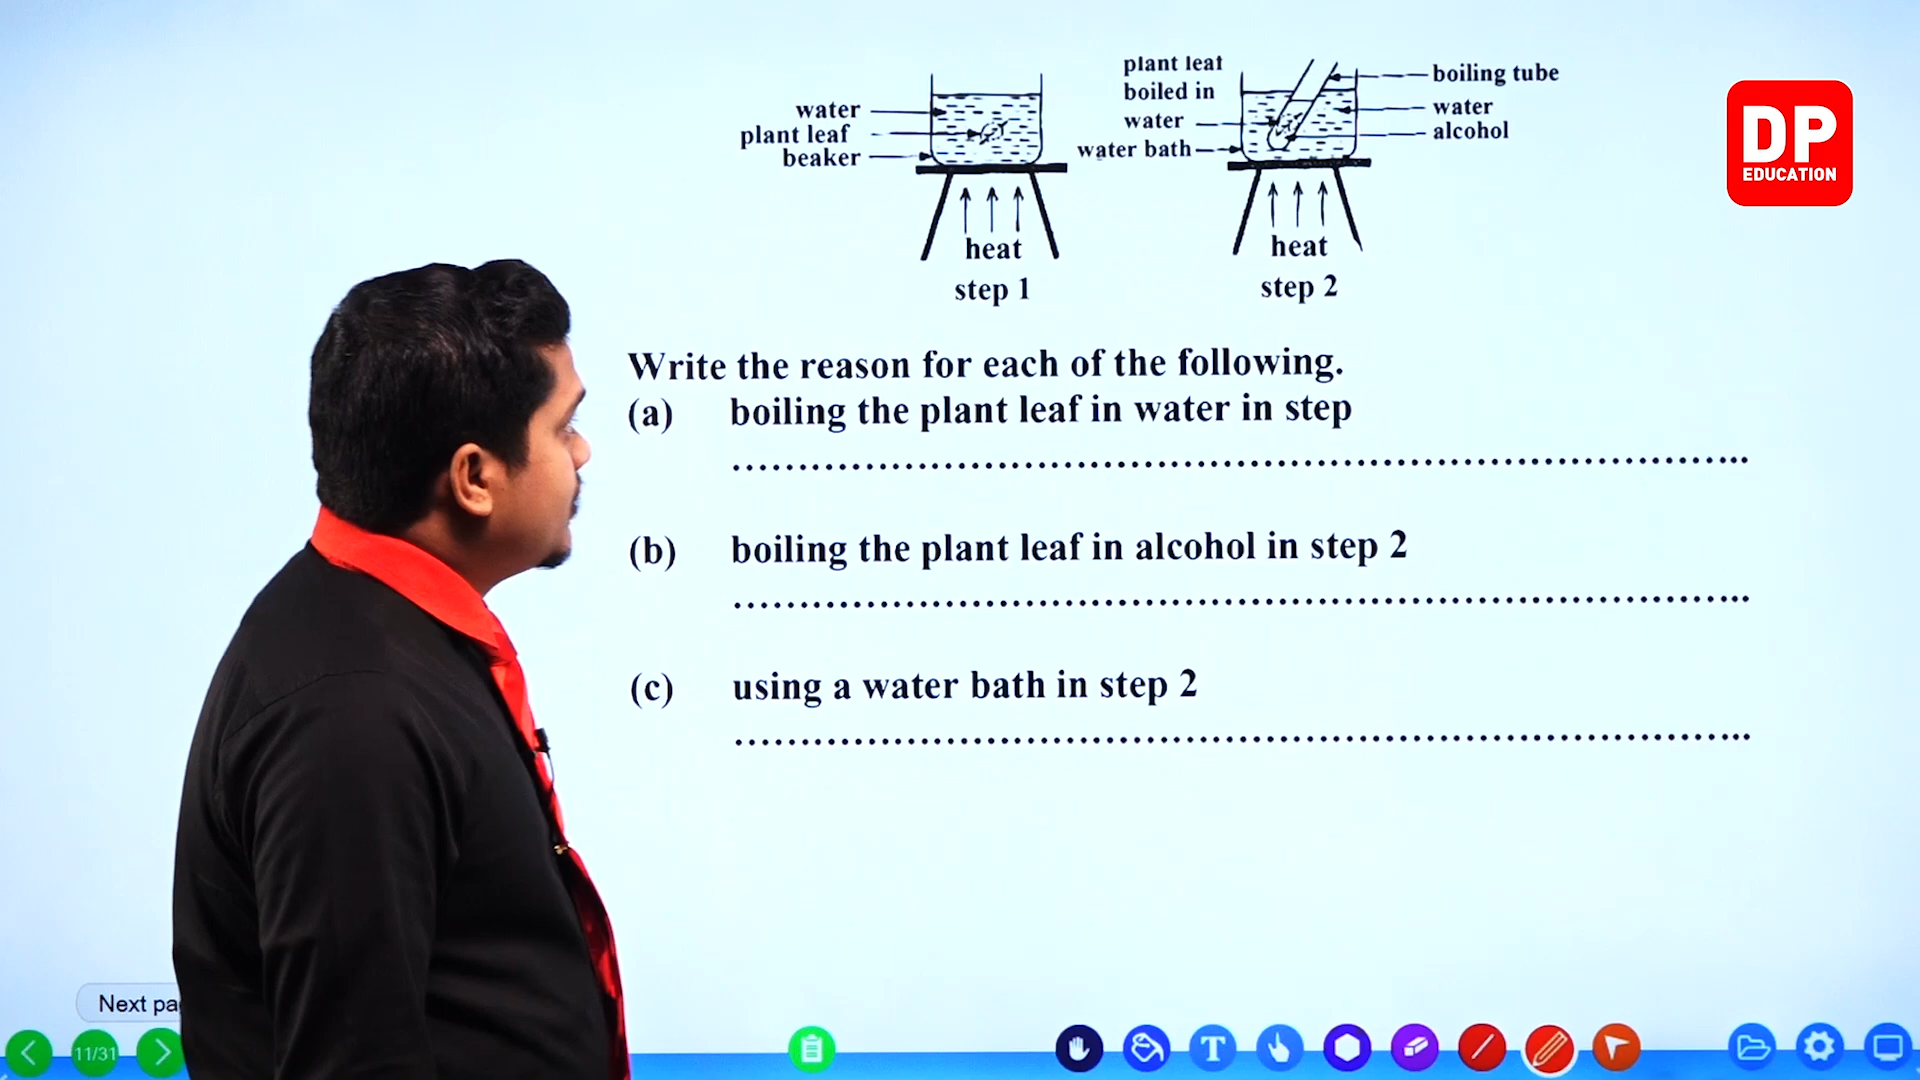 water
plant leaf
beaker
heat
step 1
plant leaf
boiled in
water
water bath
boiling tube
water
alcohol
heat
step 2
DP
EDUCATION
Write the reason for each of the following.
(a) boiling the plant leaf in water in step
(b) boiling the plant leaf in alcohol in step 2
(c) using a water bath in step 2
Next
11/31
T